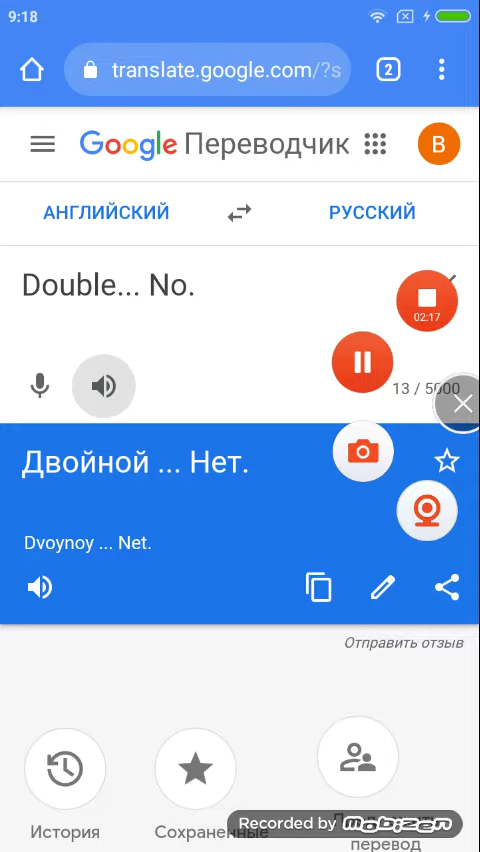 9:18
translate.google.com/?s
2
Google Переводчик
B
АНГЛИЙСКИЙ
РУССКИЙ
Double... No.
02:17
13 / 5000
Двойной ... Нет.
Dvoynoy ... Net.
Отправить отзыв
История
Сохраненные
перевод
Recorded by mobizen